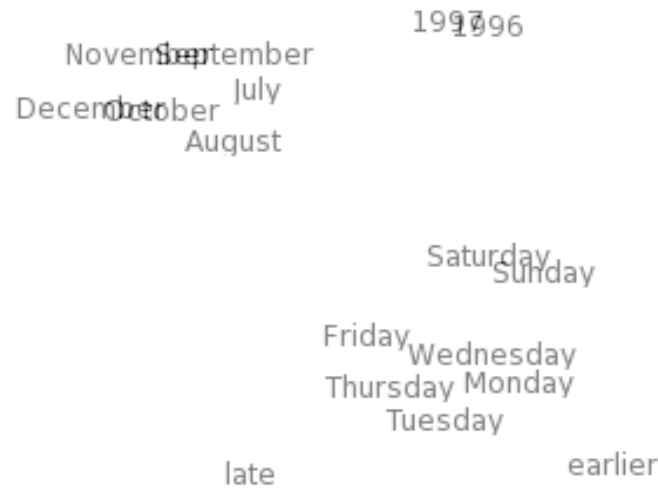 1997 1996
November September
July
December October
August
Saturday
Sunday
Friday
Wednesday
Thursday Monday
Tuesday
late earlier